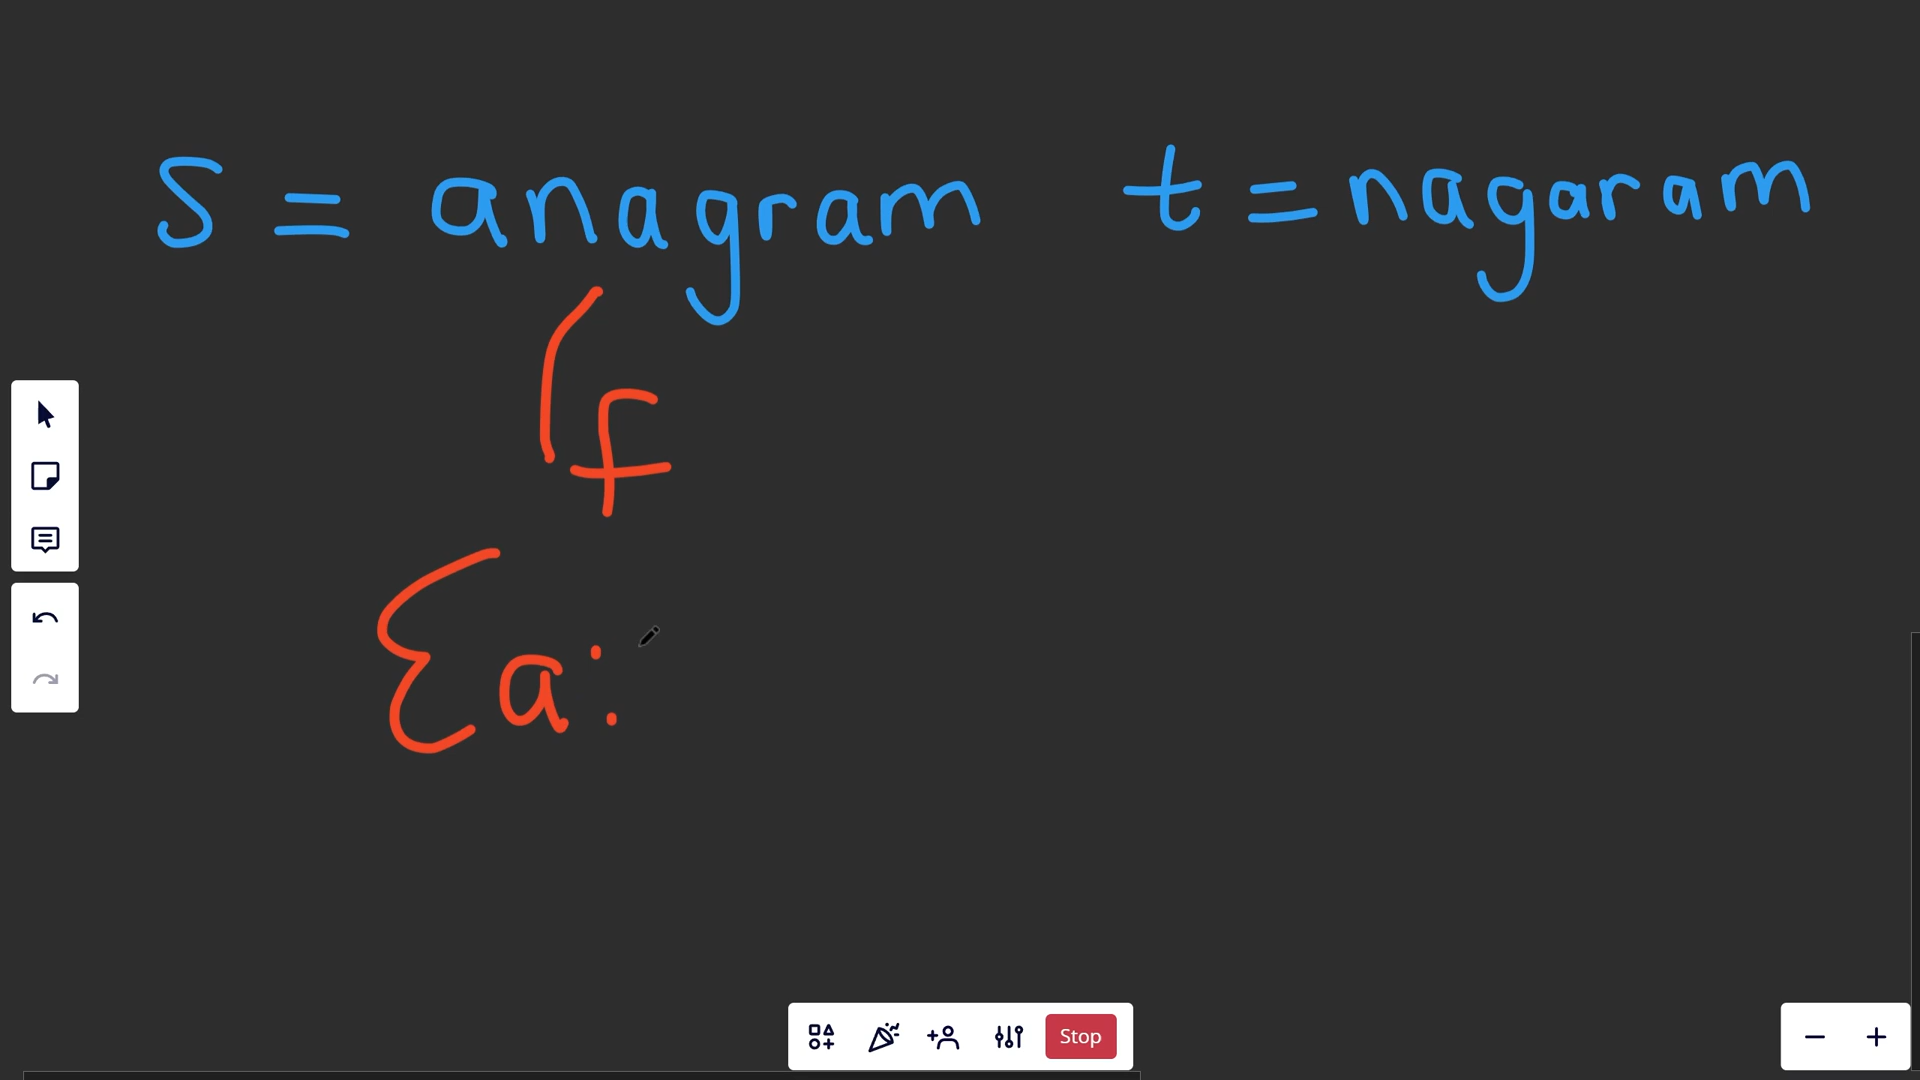 S = anagram t = nagaram
f
{ a :
Stop